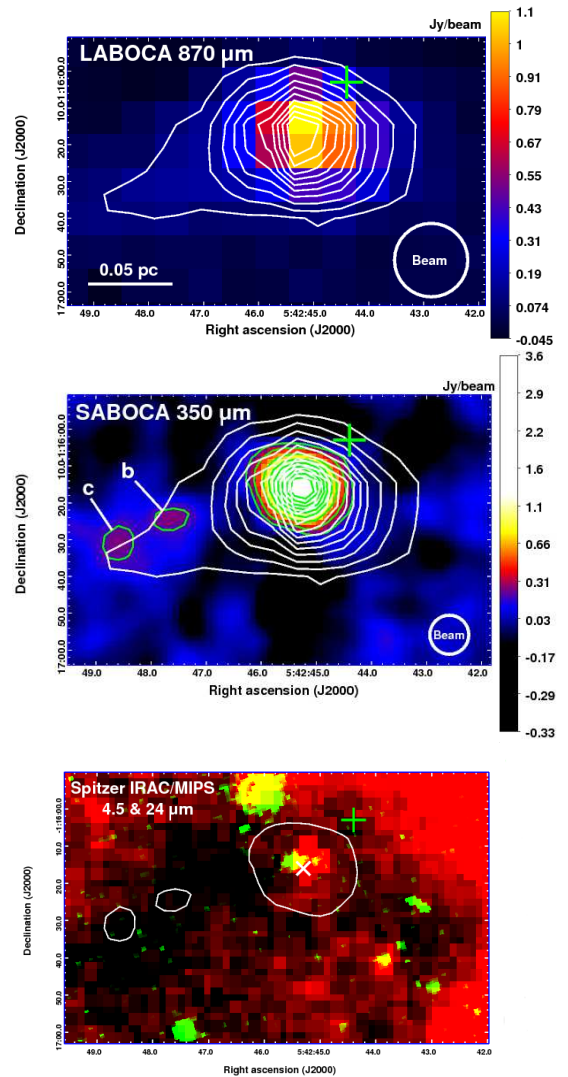 Jy/beam
LABOCA 870 µm
1.1
1
0.91
0.79
0.67
0.55
0.43
0.31
0.19
0.074
-0.045
Declination (J2000)
-1:16:00.0
10.0
20.0
30.0
40.0
50.0
17:00.0
0.05 pc
Beam
49.0 48.0 47.0 46.0 5:42:45.0 44.0 43.0 42.0
Right ascension (J2000)
Jy/beam
SABOCA 350 µm
3.6
2.9
2.2
1.6
1.1
0.66
0.31
0.03
-0.17
-0.29
-0.33
b
c
Declination (J2000)
-1:16:00.0
10.0
20.0
30.0
40.0
50.0
17:00.0
Beam
49.0 48.0 47.0 46.0 5:42:45.0 44.0 43.0 42.0
Right ascension (J2000)
Spitzer IRAC/MIPS
4.5 & 24 µm
Declination (J2000)
-1:16:00.0
10.0
20.0
30.0
40.0
50.0
17:00.0
49.0 48.0 47.0 46.0 5:42:45.0 44.0 43.0 42.0
Right ascension (J2000)